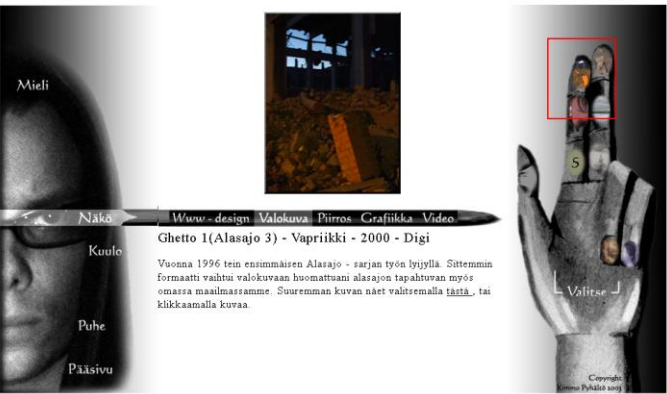 Mieli
Näkö
Www - design Valokuva Piirros Grafiikka Video
Ghetto 1(Alasajo 3) - Vapriikki - 2000 - Digi
Kuulo
Vuonna 1996 tein ensimmäisen Alasajo - sarjan työn lyijyllä. Sittemmin
formaatti vaihtui valokuvaan huomattuani alasajon tapahtuvan myös
omassa maailmassamme. Suuremman kuvan näet valitsemalla tästä , tai
klikkaamalla kuvaa.
Puhe
Pääsivu
S
Valitse
Copyright
Kimmo Pyhältö 2003